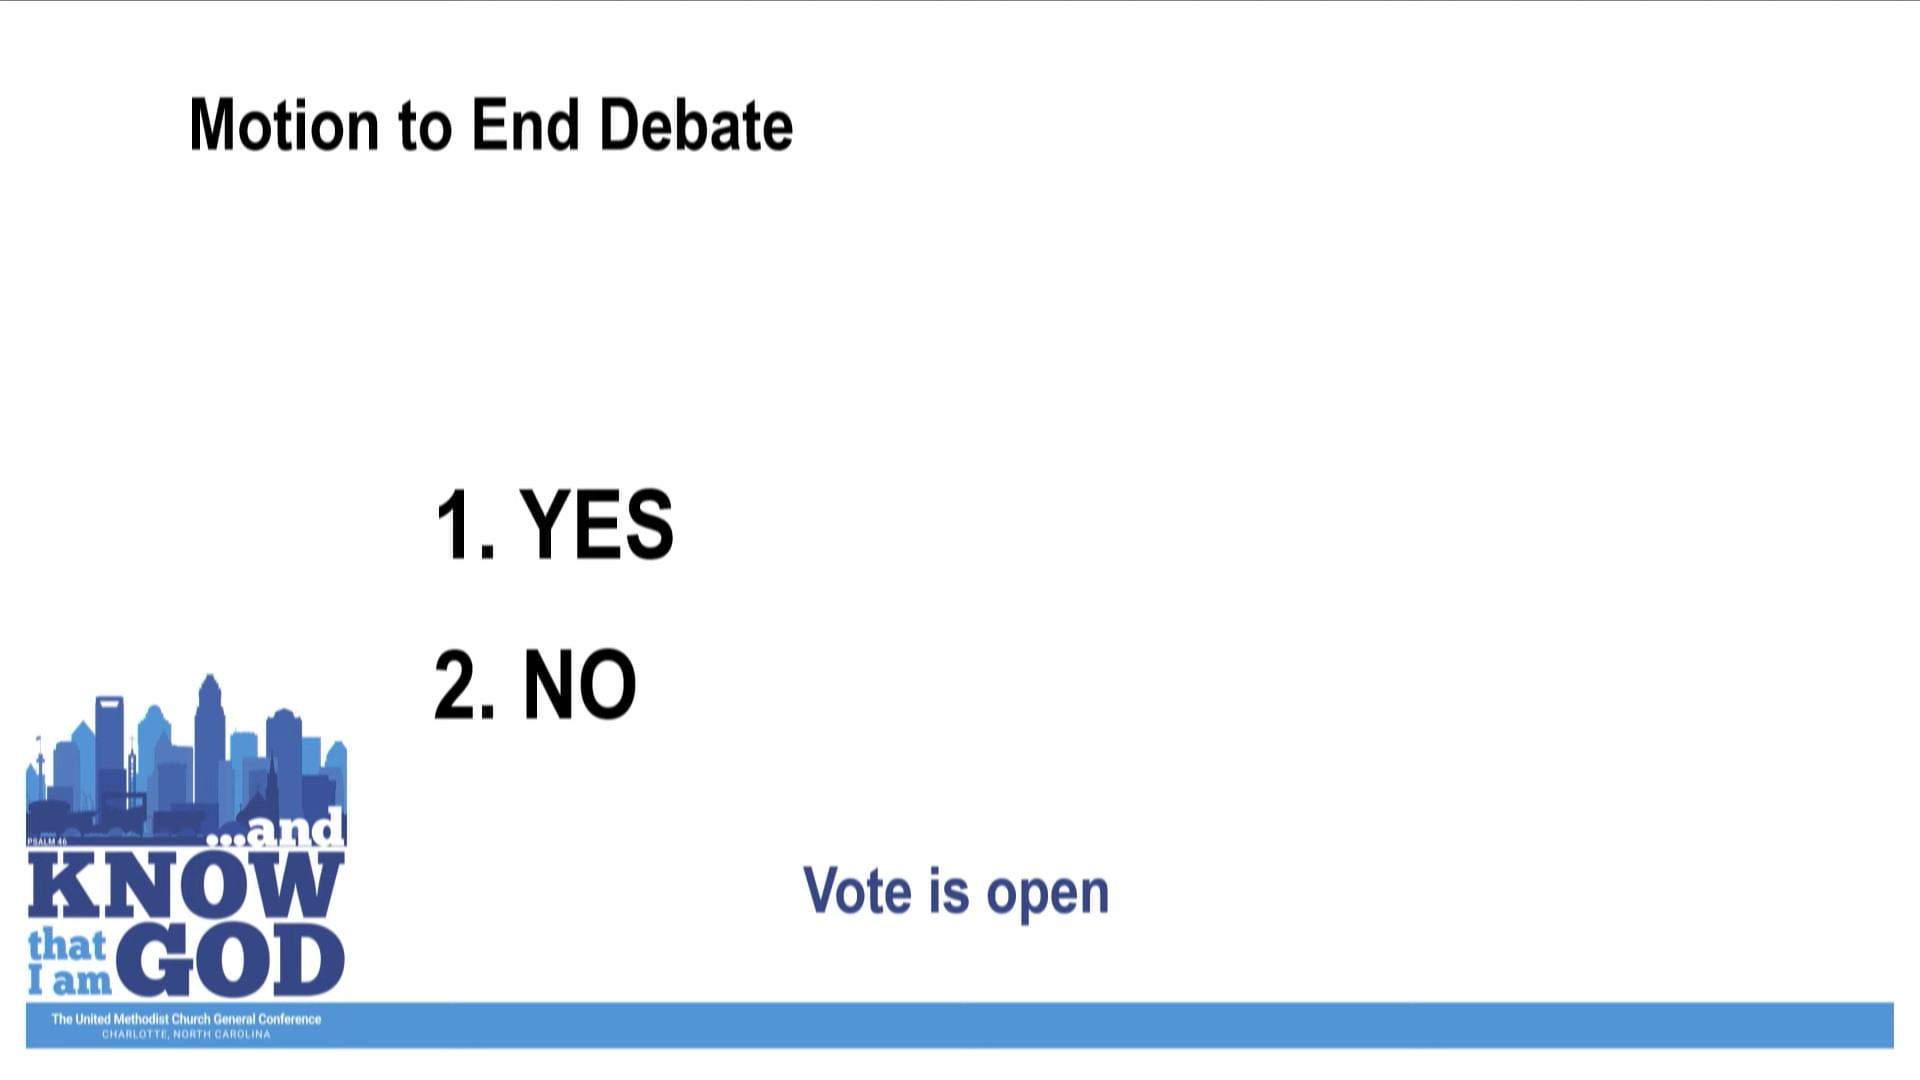 Motion to End Debate
1. YES
2. NO
Vote is open
PSALM 46
...and
KNOW
that
I am
GOD
The United Methodist Church General Conference
CHARLOTTE, NORTH CAROLINA